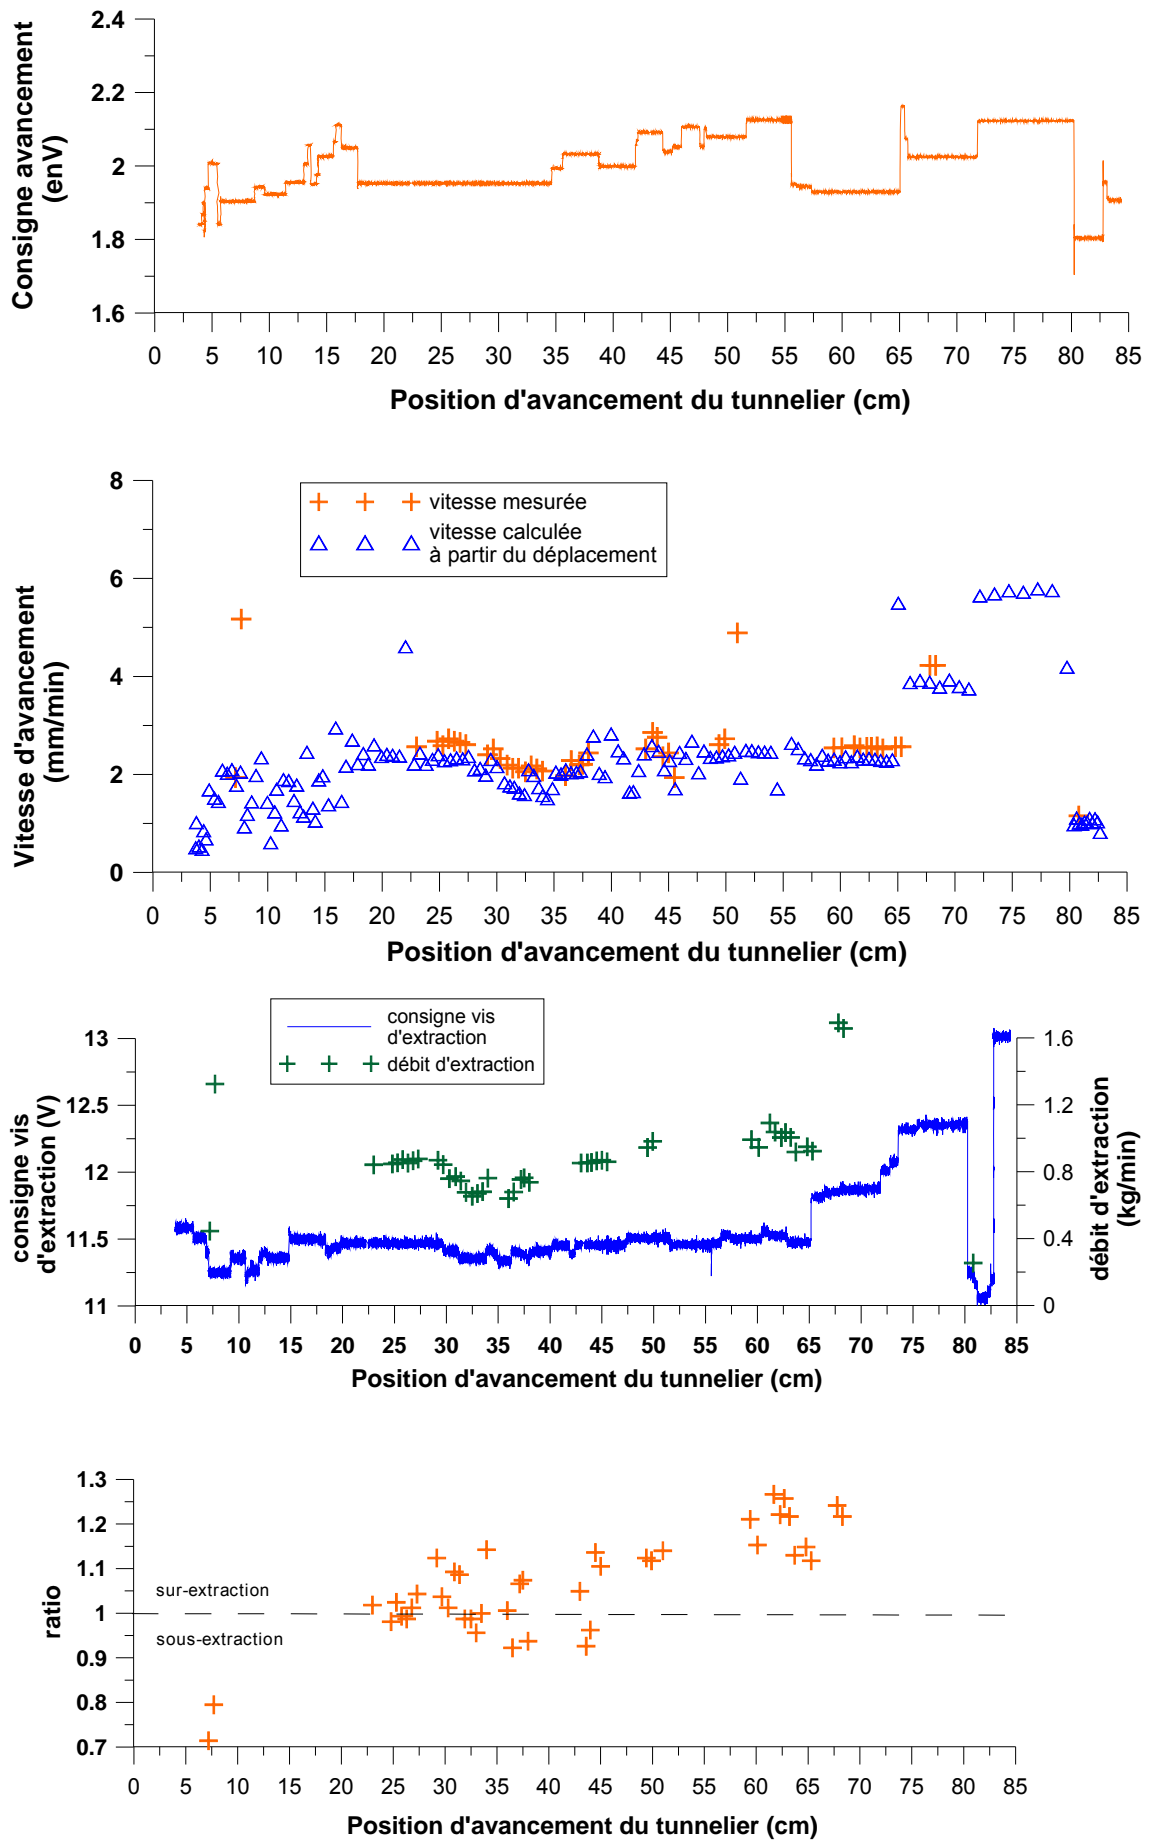 2.4
2.2
2
1.8
1.6
Consigne avancement
(enV)
0 5 10 15 20 25 30 35 40 45 50 55 60 65 70 75 80 85
Position d'avancement du tunnelier (cm)
8
6
4
2
0
Vitesse d'avancement
(mm/min)
vitesse mesurée
vitesse calculée
à partir du déplacement
0 5 10 15 20 25 30 35 40 45 50 55 60 65 70 75 80 85
Position d'avancement du tunnelier (cm)
consigne vis
d'extraction
débit d'extraction
13
12.5
12
11.5
11
consigne vis
d'extraction (V)
1.6
1.2
0.8
0.4
0
débit d'extraction
(kg/min)
0 5 10 15 20 25 30 35 40 45 50 55 60 65 70 75 80 85
Position d'avancement du tunnelier (cm)
1.3
1.2
1.1
1
0.9
0.8
0.7
ratio
sur-extraction
sous-extraction
0 5 10 15 20 25 30 35 40 45 50 55 60 65 70 75 80 85
Position d'avancement du tunnelier (cm)